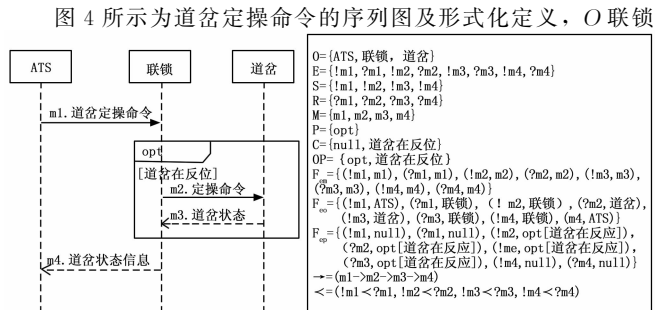 图 4 所示为道岔定操命令的序列图及形式化定义，O 联锁
ATS
联锁
道岔
m1.道岔定操命令
opt
[道岔在反位]
m2.定操命令
m3.道岔状态
m4.道岔状态信息
O={ATS,联锁，道岔}
E={!m1,?m1,!m2,?m2,!m3,?m3,!m4,?m4}
S={!m1,!m2,!m3,!m4}
R={?m1,?m2,?m3,?m4}
M={m1,m2,m3,m4}
P={opt}
C={null,道岔在反位}
OP= {opt,道岔在反位}
Fem={(!m1,m1),(?m1,m1),(!m2,m2),(?m2,m2),(!m3,m3),
(?m3,m3),(!m4,m4),(?m4,m4)}
Feo={(!m1,ATS),(?m1,联锁),（! m2,联锁）,(?m2,道岔),
(!m3,道岔),(?m3,联锁),(!m4,联锁),(m4,ATS)}
Fep={(!m1,null),(?m1,null),(!m2,opt[道岔在反应]),
(?m2,opt[道岔在反应]),(!me,opt[道岔在反应]),
(?m3,opt[道岔在反应]),(!m4,null),(?m4,null)}
→=(m1->m2->m3->m4)
≺=(!m1≺?m1,!m2≺?m2,!m3≺?m3,!m4≺?m4)